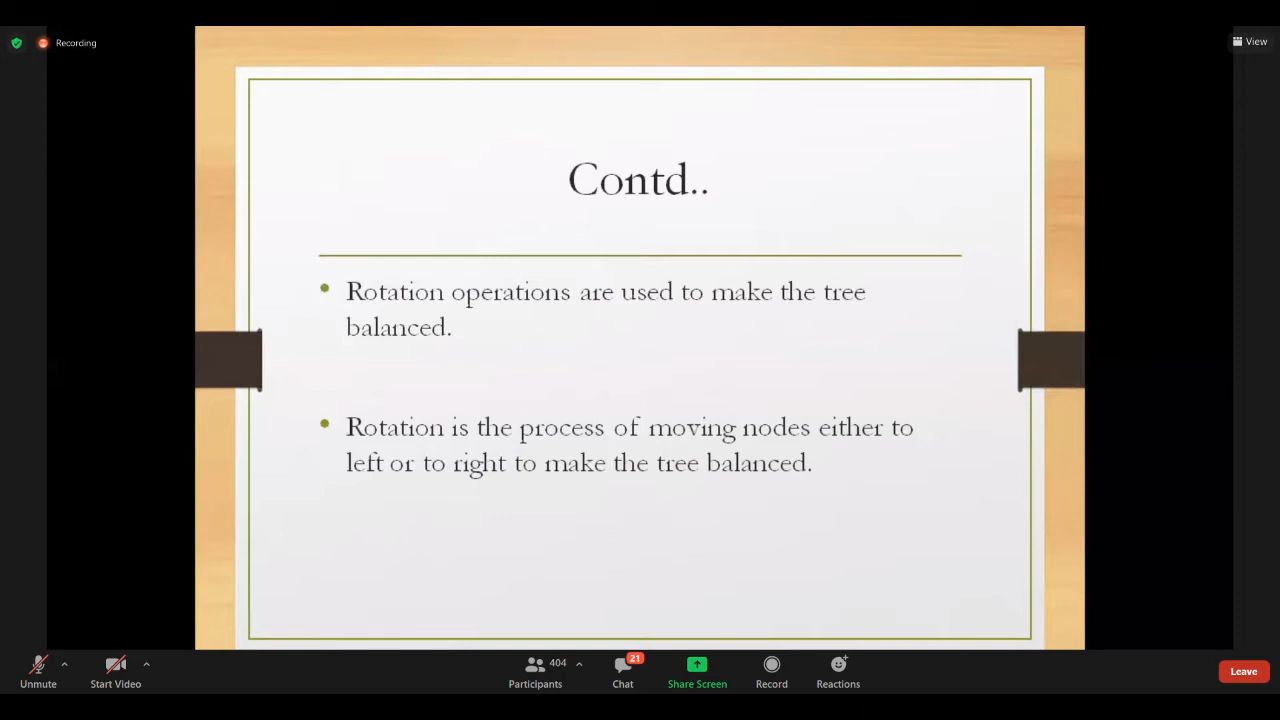 Recording
View
Contd..
• Rotation operations are used to make the tree
balanced.
• Rotation is the process of moving nodes either to
left or to right to make the tree balanced.
404
21
Unmute
Start Video
Participants
Chat
Share Screen
Record
Reactions
Leave